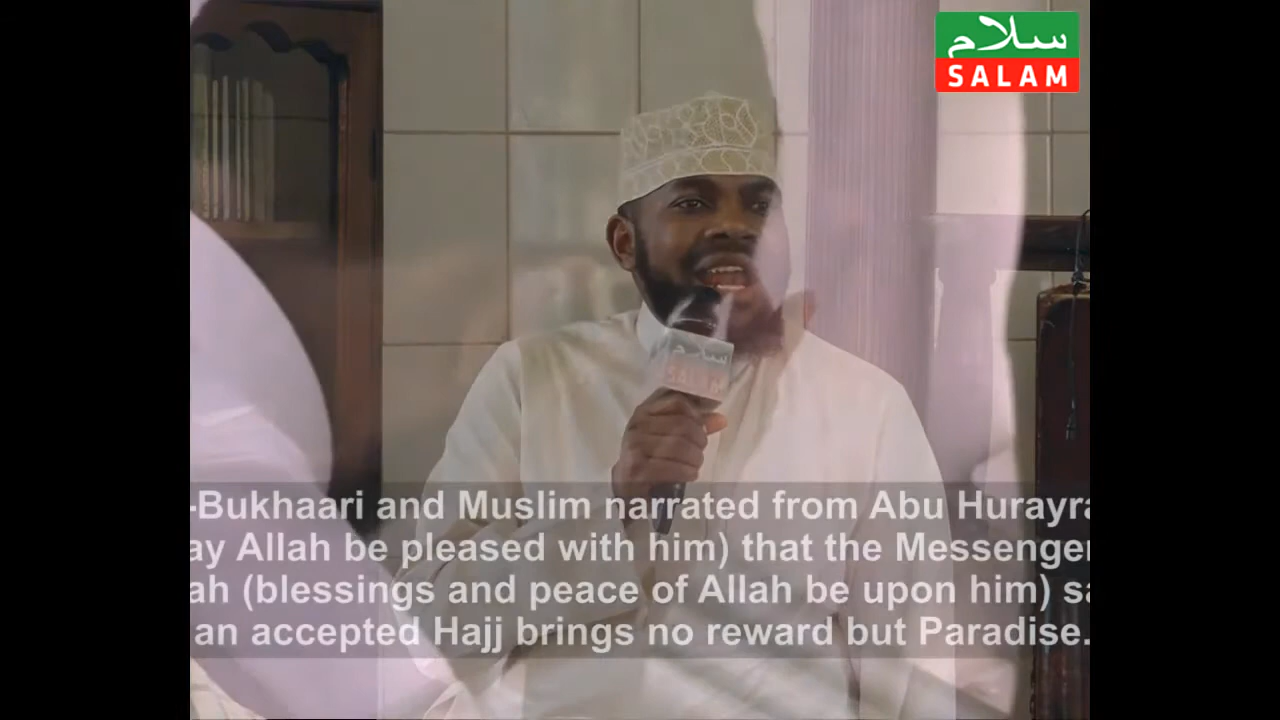 سلام
SALAM
سلام
SALAM
-Bukhaari and Muslim narrated from Abu Hurayra
ay Allah be pleased with him) that the Messenger
ah (blessings and peace of Allah be upon him) sa
an accepted Hajj brings no reward but Paradise.